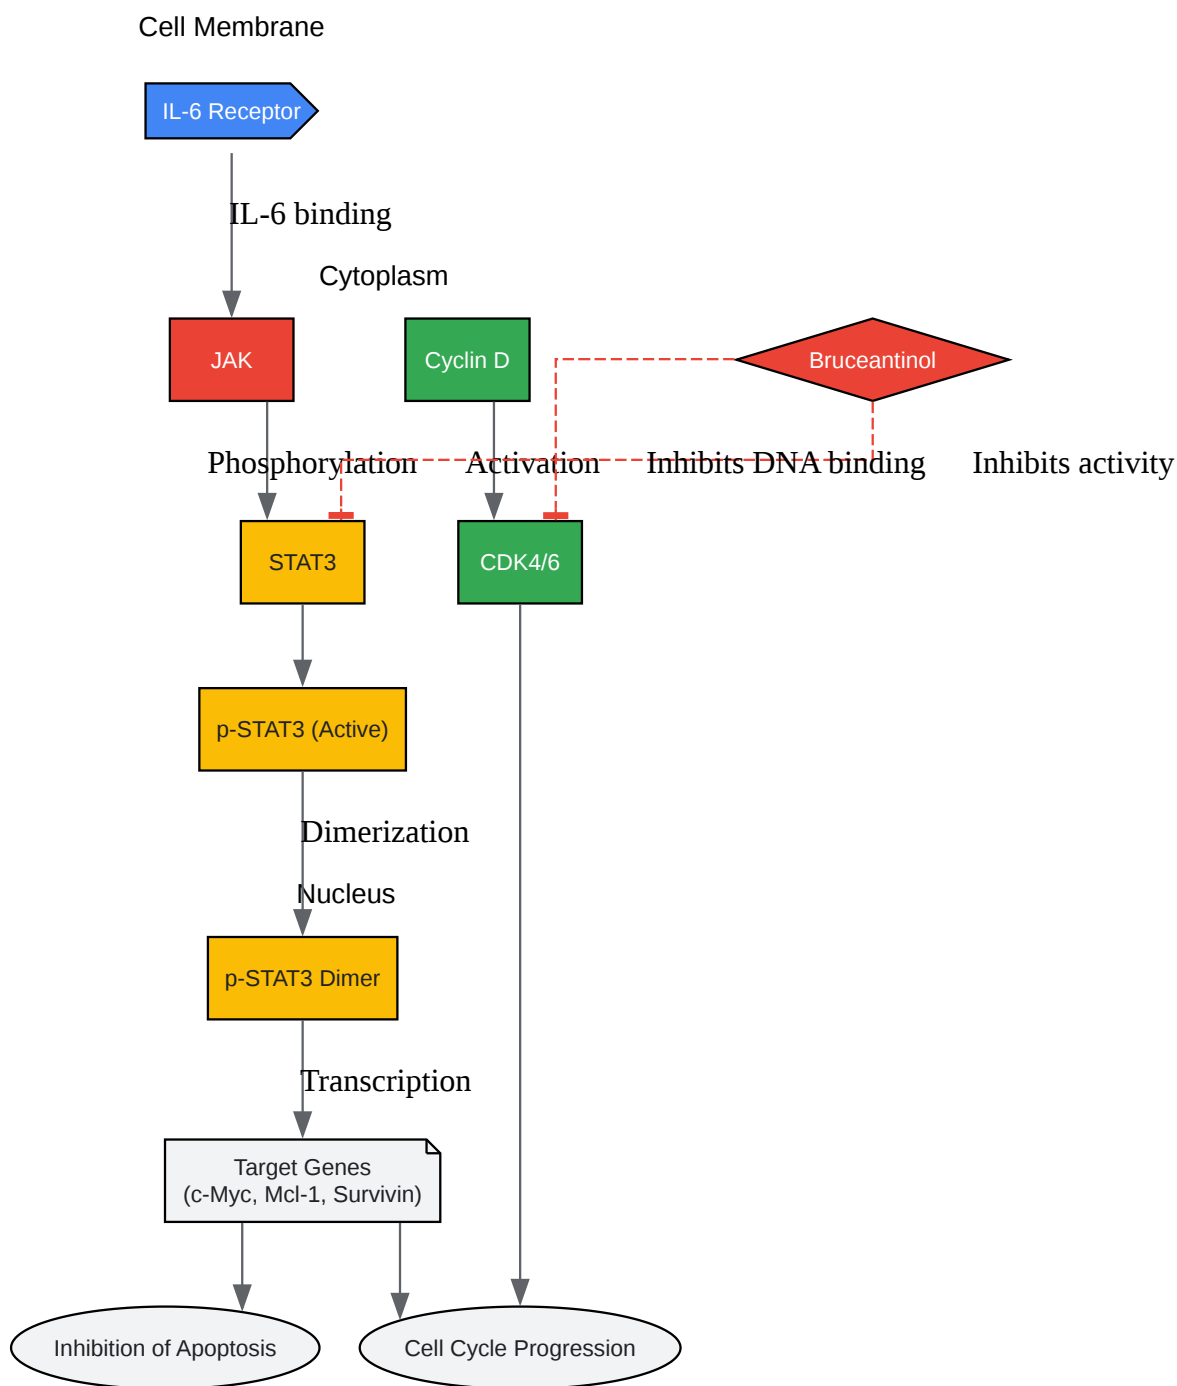 Cell Membrane
IL-6 Receptor
IL-6 binding
Cytoplasm
JAK
Cyclin D
Bruceantinol
Phosphorylation
Activation
Inhibits DNA binding
Inhibits activity
STAT3
CDK4/6
p-STAT3 (Active)
Dimerization
Nucleus
p-STAT3 Dimer
Transcription
Target Genes
(c-Myc, Mcl-1, Survivin)
Inhibition of Apoptosis
Cell Cycle Progression